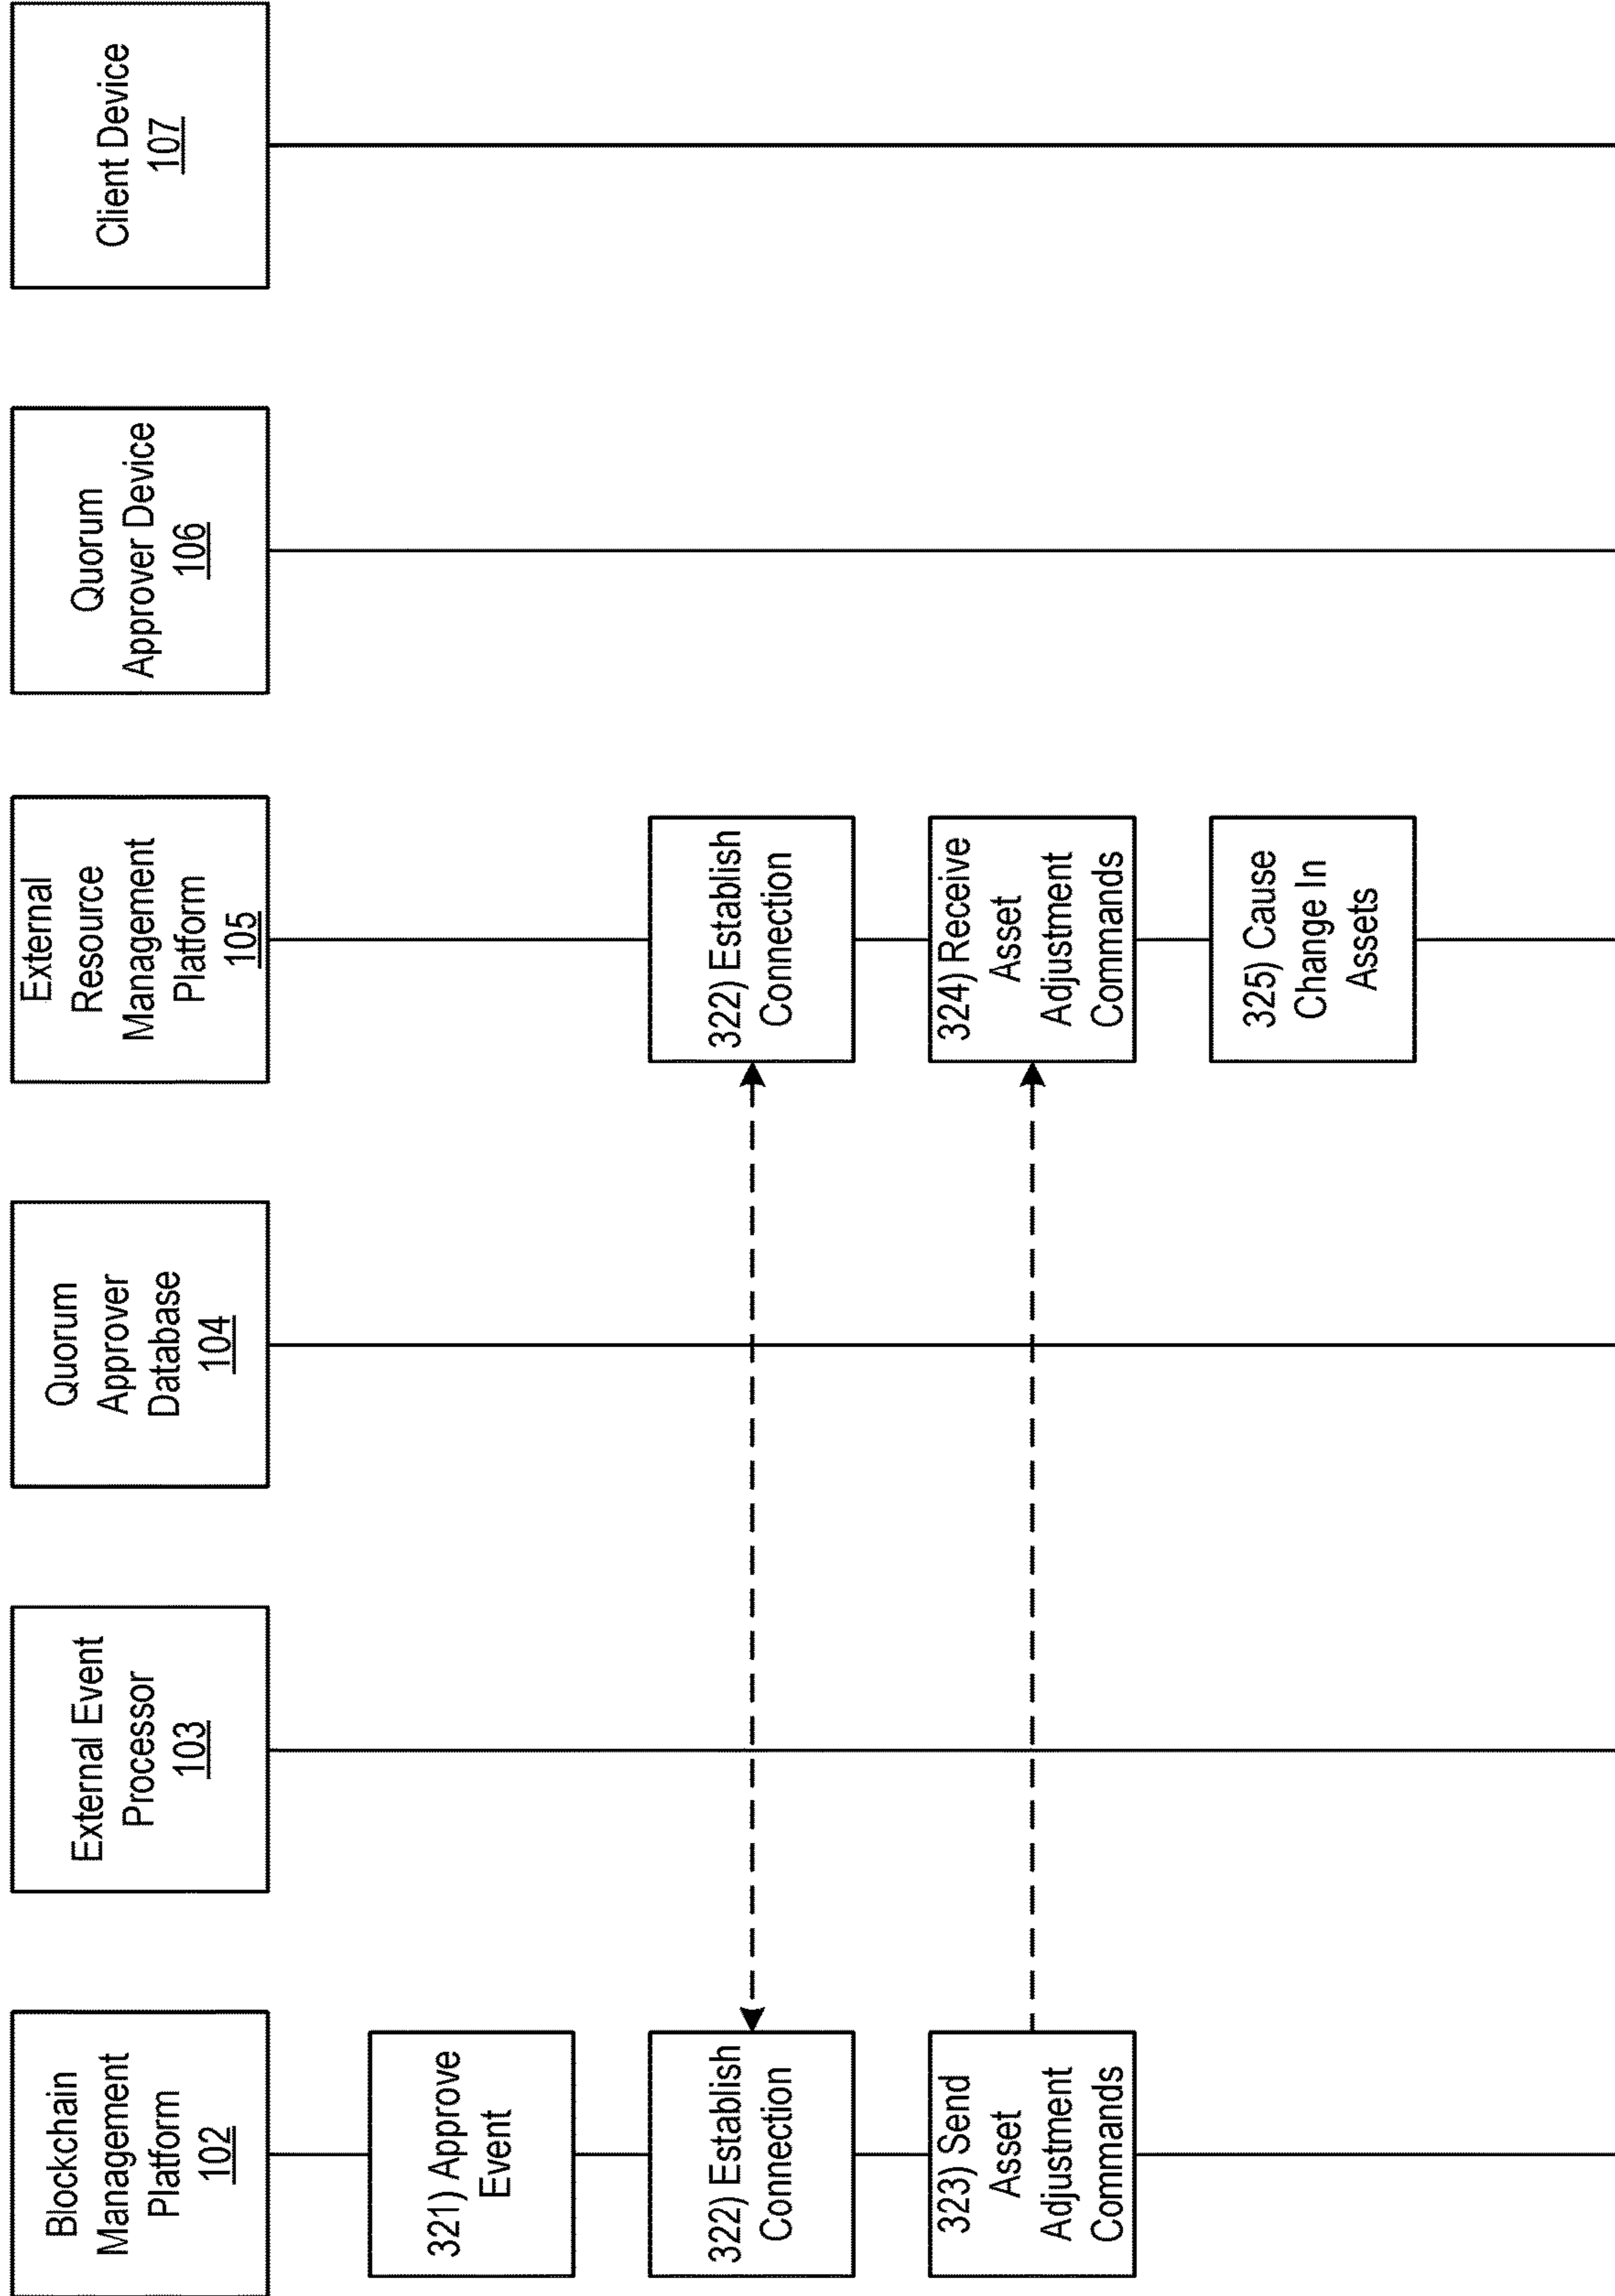 Blockchain
Management
Platform
102
External Event
Processor
103
Quorum
Approver
Database
104
External
Resource
Management
Platform
105
Quorum
Approver Device
106
Client Device
107
321) Approve
Event
322) Establish
Connection
322) Establish
Connection
323) Send
Asset
Adjustment
Commands
324) Receive
Asset
Adjustment
Commands
325) Cause
Change In
Assets